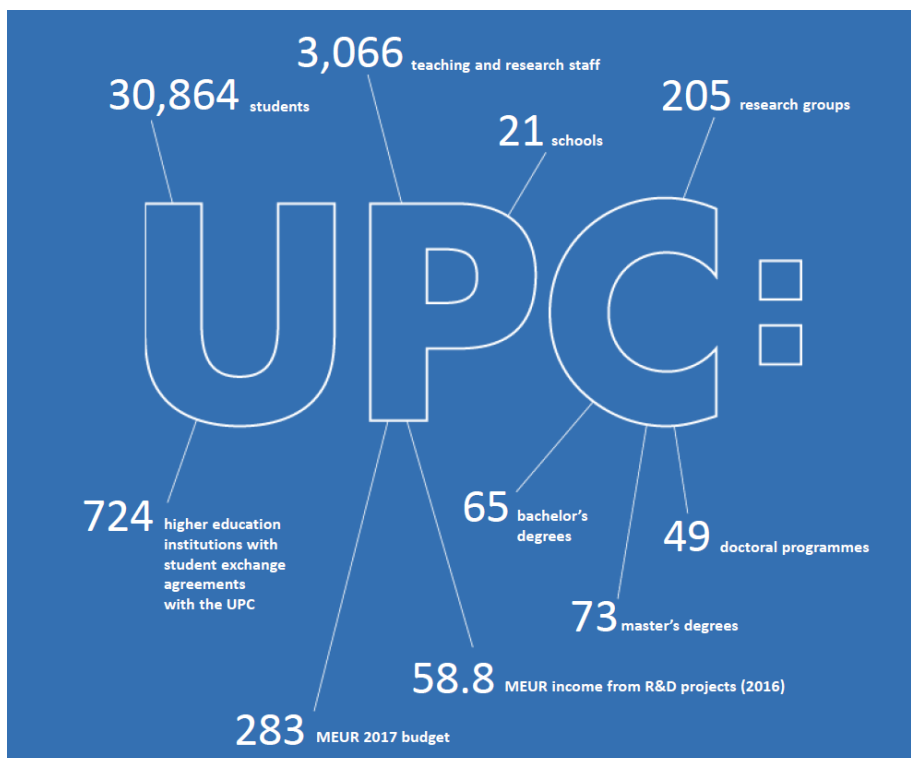 3,066 teaching and research staff
30,864 students
205 research groups
21 schools
UPC:
724 higher education
institutions with
student exchange
agreements
with the UPC
65 bachelor's
degrees
49 doctoral programmes
73 master's degrees
58.8 MEUR income from R&D projects (2016)
283 MEUR 2017 budget